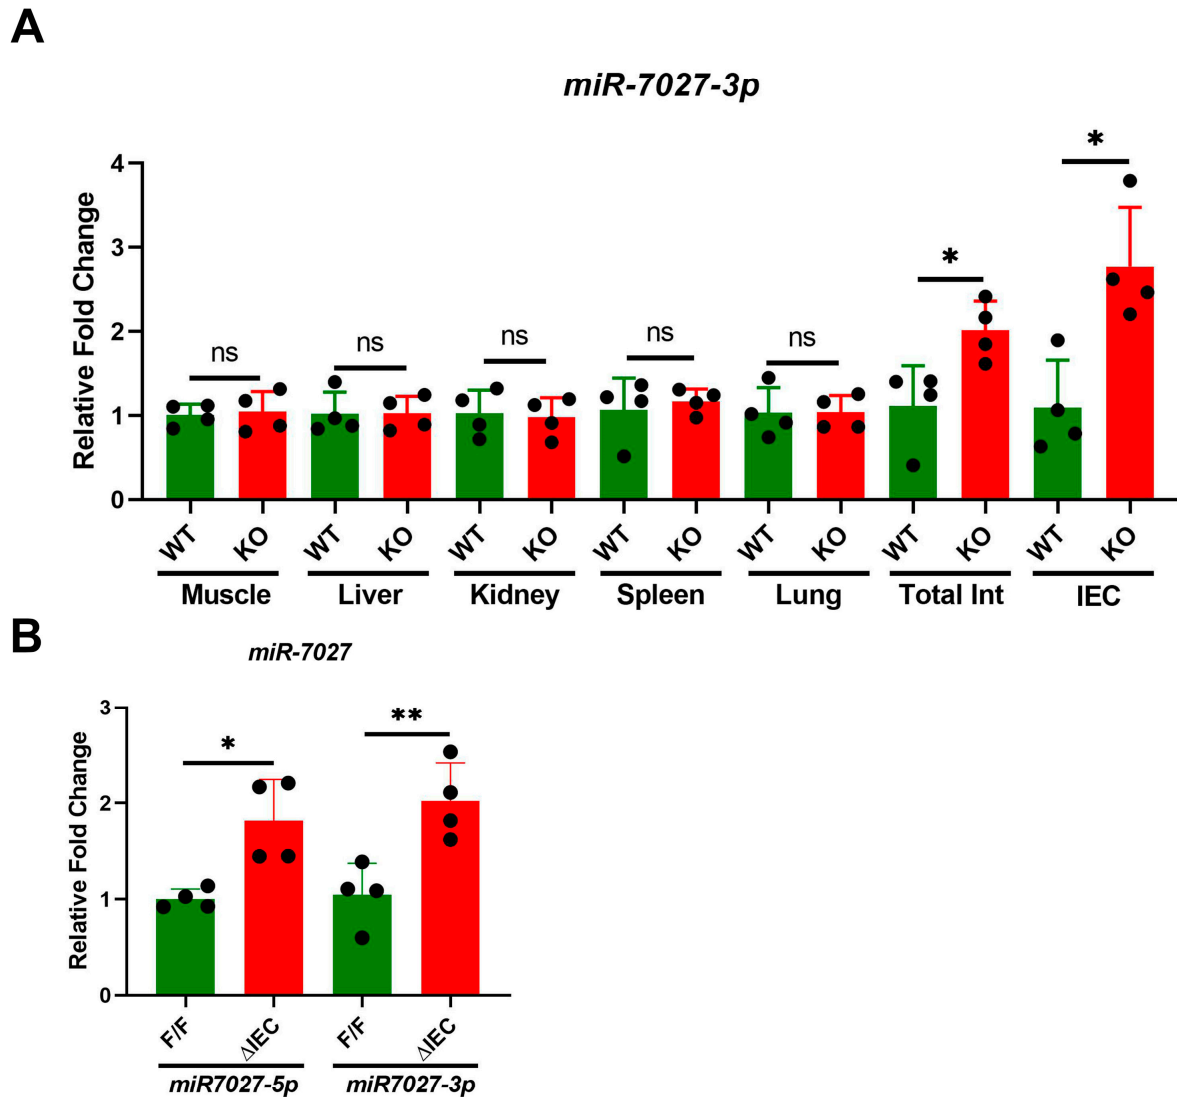 A
miR-7027-3p
Relative Fold Change
4
3
2
1
0
ns
ns
ns
ns
ns
*
*
WT KO WT KO WT KO WT KO WT KO WT KO WT KO
Muscle Liver Kidney Spleen Lung Total Int IEC
B
miR-7027
Relative Fold Change
3
2
1
0
*
**
F/F ΔIEC F/F ΔIEC
miR7027-5p miR7027-3p